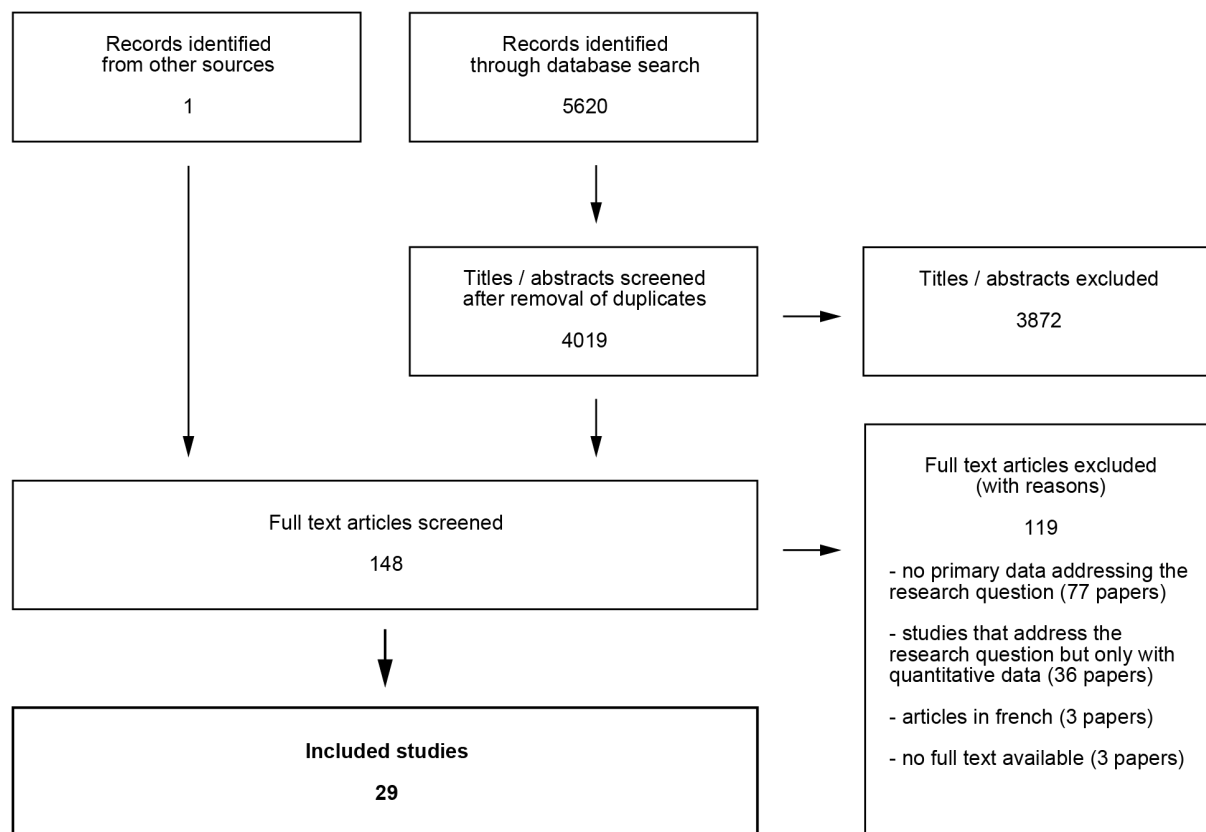 Records identified
from other sources
1
Records identified
through database search
5620
Titles / abstracts screened
after removal of duplicates
4019
Titles / abstracts excluded
3872
Full text articles screened
148
Full text articles excluded
(with reasons)
119
- no primary data addressing the
research question (77 papers)
- studies that address the
research question but only with
quantitative data (36 papers)
- articles in french (3 papers)
- no full text available (3 papers)
Included studies
29